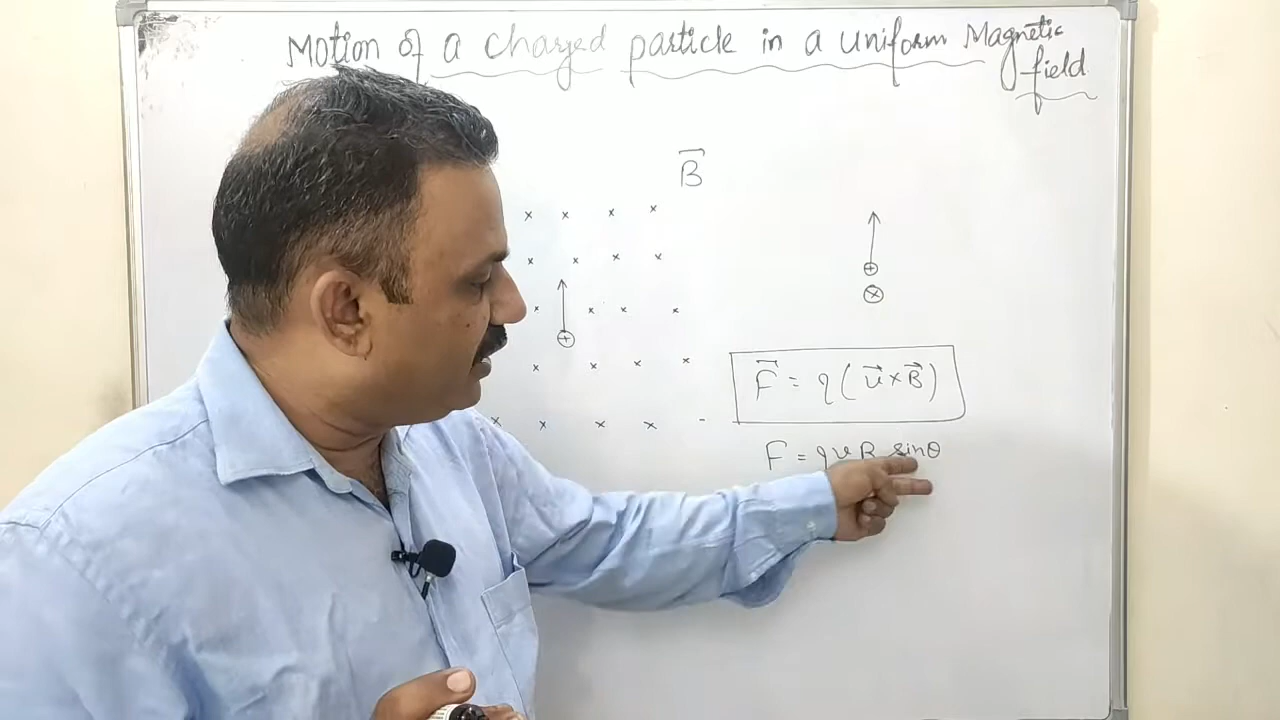 Motion of a charged particle in a uniform Magnetic
field
B⃗
F⃗ = q(v⃗×B⃗)
F = qvB sinθ